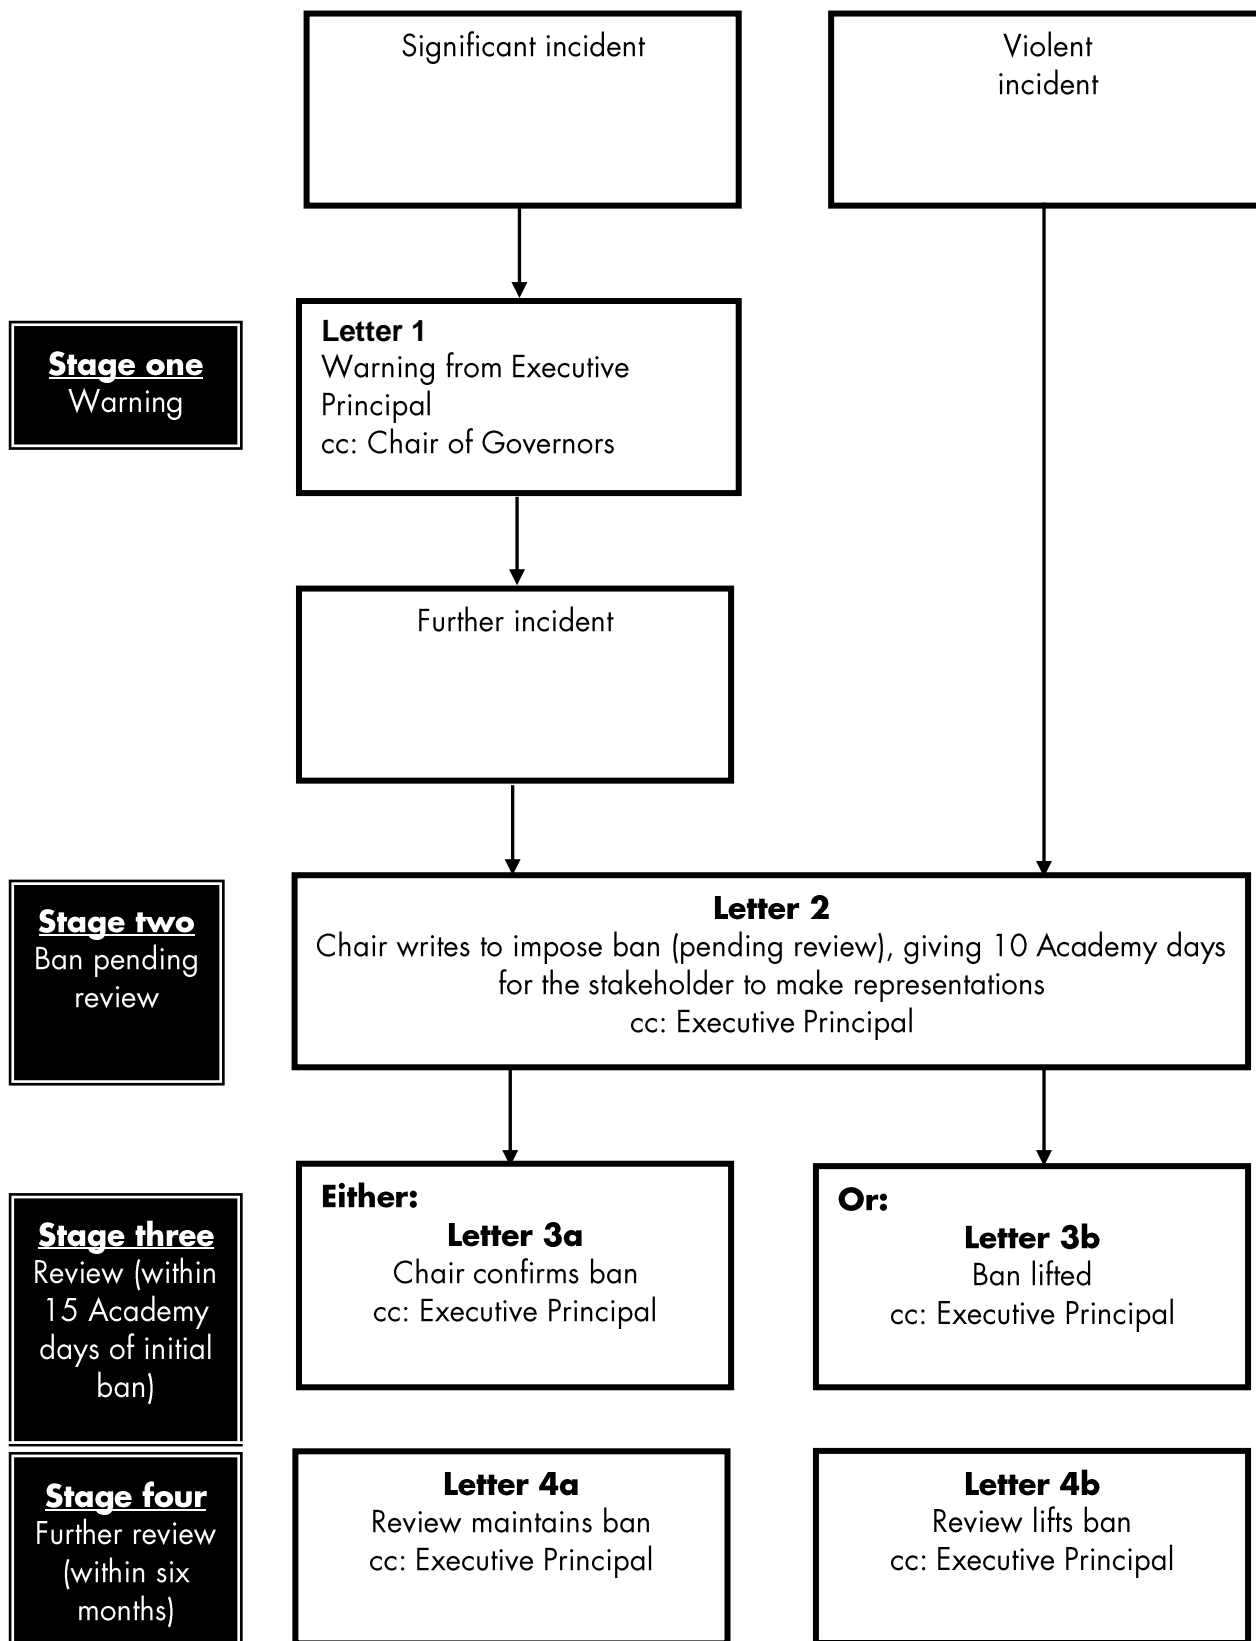 Significant incident
Violent
incident
Stage one
Warning
Letter 1
Warning from Executive
Principal
cc: Chair of Governors
Further incident
Stage two
Ban pending
review
Letter 2
Chair writes to impose ban (pending review), giving 10 Academy days
for the stakeholder to make representations
cc: Executive Principal
Stage three
Review (within
15 Academy
days of initial
ban)
Either:
Letter 3a
Chair confirms ban
cc: Executive Principal
Or:
Letter 3b
Ban lifted
cc: Executive Principal
Stage four
Further review
(within six
months)
Letter 4a
Review maintains ban
cc: Executive Principal
Letter 4b
Review lifts ban
cc: Executive Principal